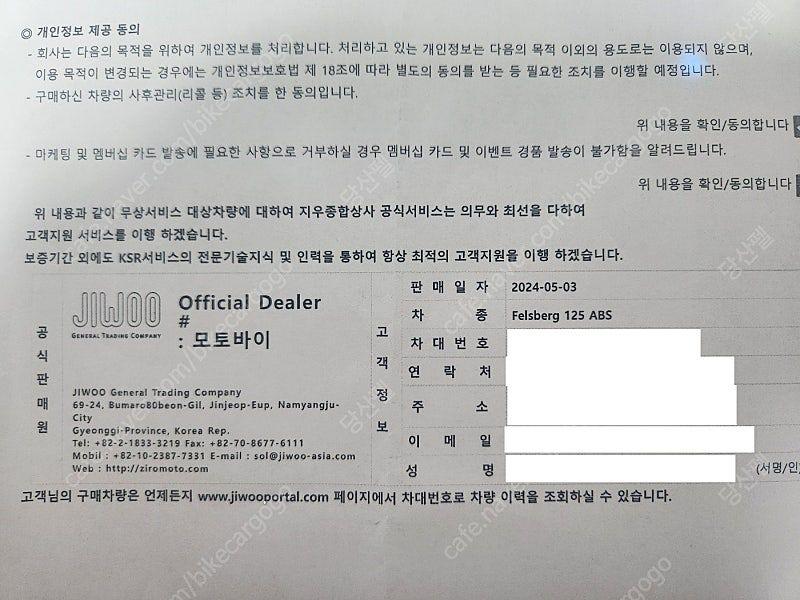 ◎ 개인정보 제공 동의
- 회사는 다음의 목적을 위하여 개인정보를 처리합니다. 처리하고 있는 개인정보는 다음의 목적 이외의 용도로는 이용되지 않으며,
이용 목적이 변경되는 경우에는 개인정보보호법 제 18조에 따라 별도의 동의를 받는 등 필요한 조치를 이행할 예정입니다.
- 구매하신 차량의 사후관리(리콜 등) 조치를 한 동의입니다.
위 내용을 확인/동의합니다
- 마케팅 및 멤버십 카드 발송에 필요한 사항으로 거부하실 경우 멤버십 카드 및 이벤트 경품 발송이 불가함을 알려드립니다.
위 내용을 확인/동의합니다
위 내용과 같이 무상서비스 대상차량에 대하여 지우종합상사 공식서비스는 의무와 최선을 다하여
고객지원 서비스를 이행 하겠습니다.
보증기간 외에도 KSR서비스의 전문기술지식 및 인력을 통하여 항상 최적의 고객지원을 이행 하겠습니다.
공식판매원
JIWOO
GENERAL TRADING COMPANY
Official Dealer
#
: 모토바이
JIWOO General Trading Company
69-24, Bumaro80beon-Gil, Jinjeop-Eup, Namyangju-
City
Gyeonggi-Province, Korea Rep.
Tel: +82-2-1833-3219 Fax: +82-70-8677-6111
Mobil : +82-10-2387-7331 E-mail : sol@jiwoo-asia.com
Web : http://ziromoto.com
고객정보
판매일자 2024-05-03
차종 Felsberg 125 ABS
차대번호
연락처
주소
이메일
성명 (서명/인)
고객님의 구매차량은 언제든지 www.jiwooportal.com 페이지에서 차대번호로 차량 이력을 조회하실 수 있습니다.
cafe.naver.com/bikecargogo
당산펠